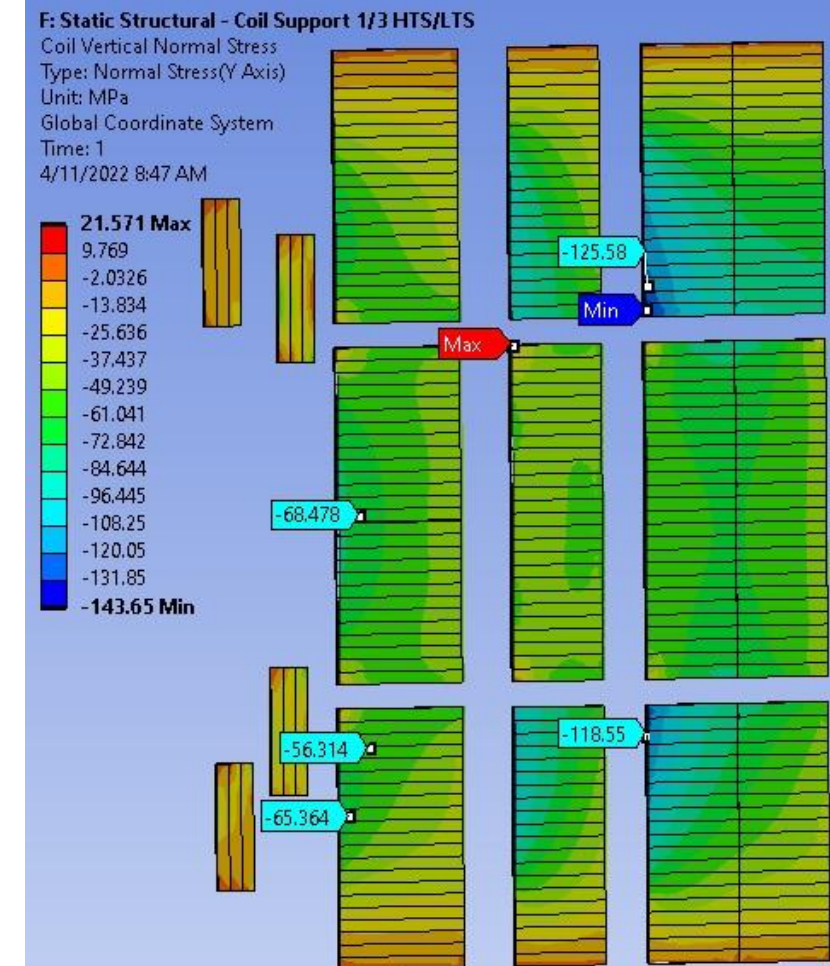 F: Static Structural - Coil Support 1/3 HTS/LTS
Coil Vertical Normal Stress
Type: Normal Stress(Y Axis)
Unit: MPa
Global Coordinate System
Time: 1
4/11/2022 8:47 AM
21.571 Max
9.769
-2.0326
-13.834
-25.636
-37.437
-49.239
-61.041
-72.842
-84.644
-96.445
-108.25
-120.05
-131.85
-143.65 Min
-125.58
Min
Max
-68.478
-56.314
-118.55
-65.364